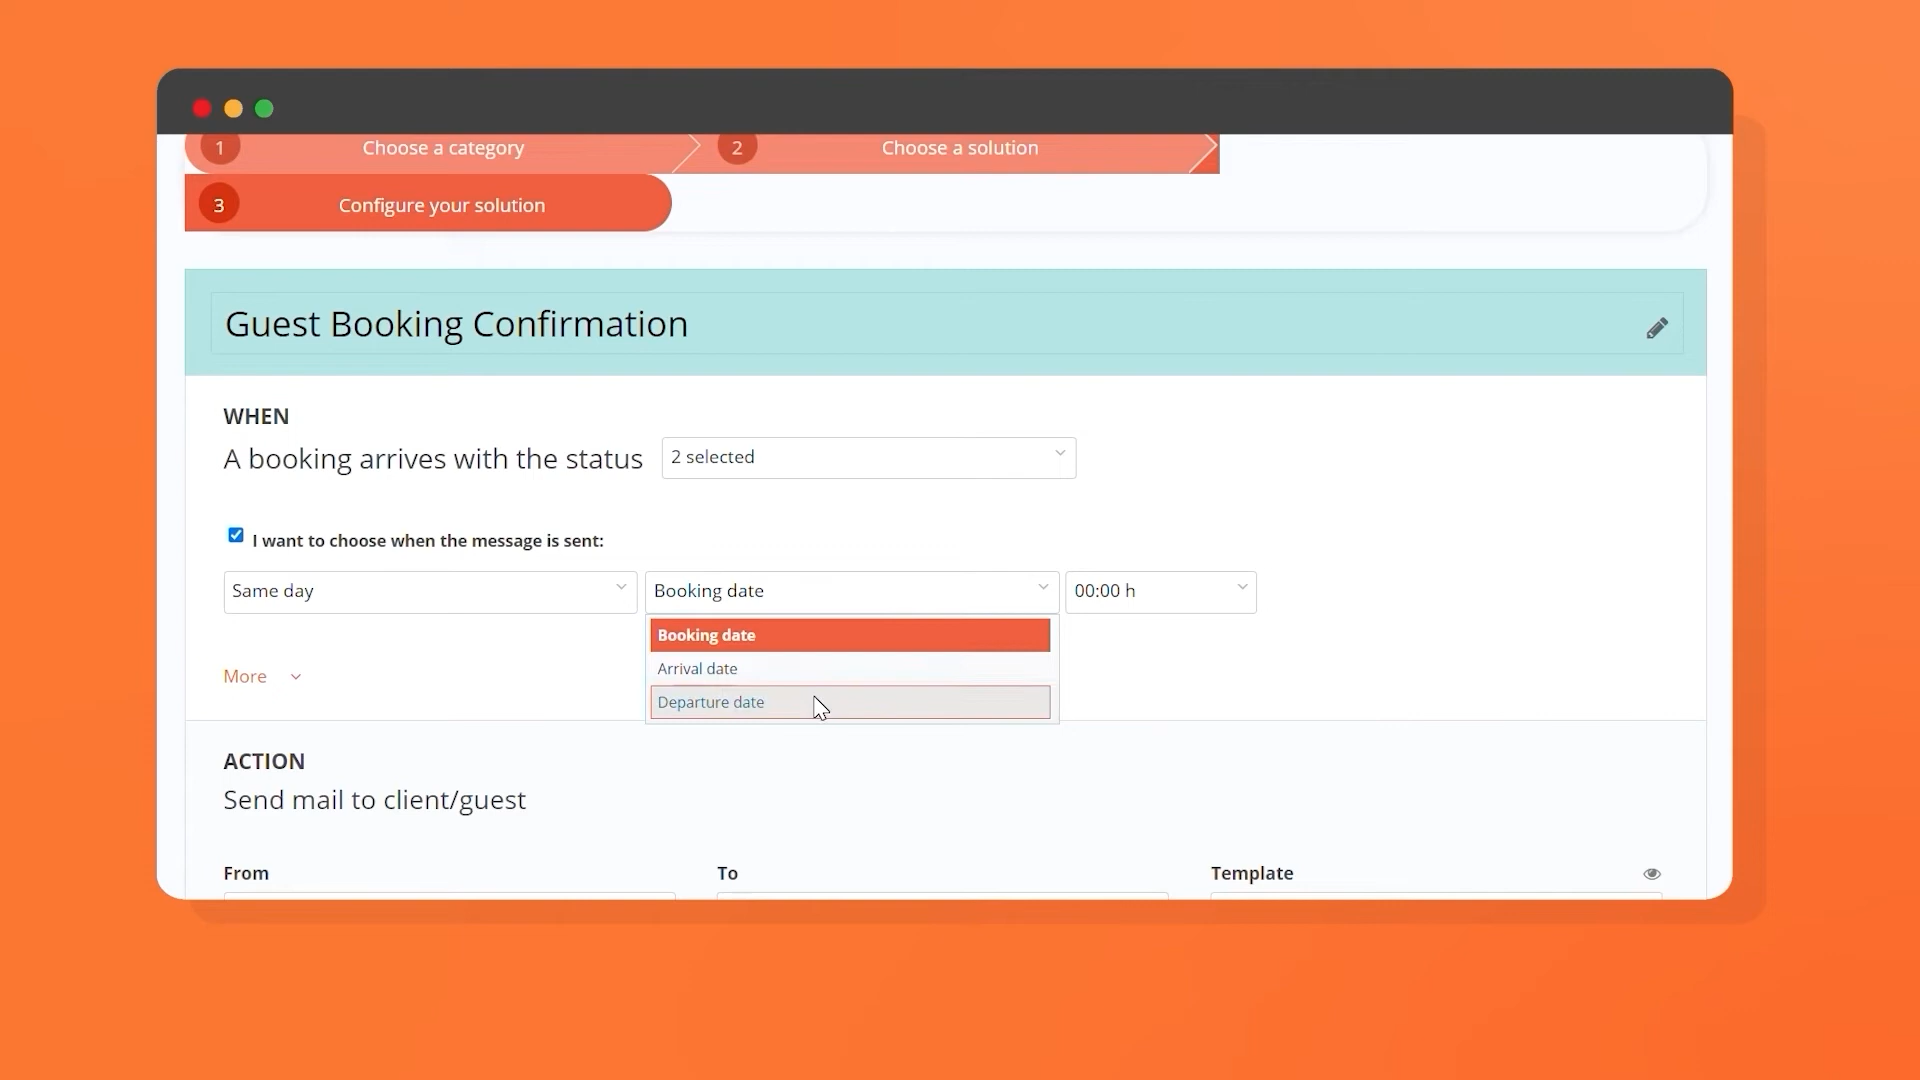 1 Choose a category 2 Choose a solution
3 Configure your solution
Guest Booking Confirmation
WHEN
A booking arrives with the status 2 selected
I want to choose when the message is sent:
Same day Booking date 00:00 h
Booking date
Arrival date
Departure date
More
ACTION
Send mail to client/guest
From To Template